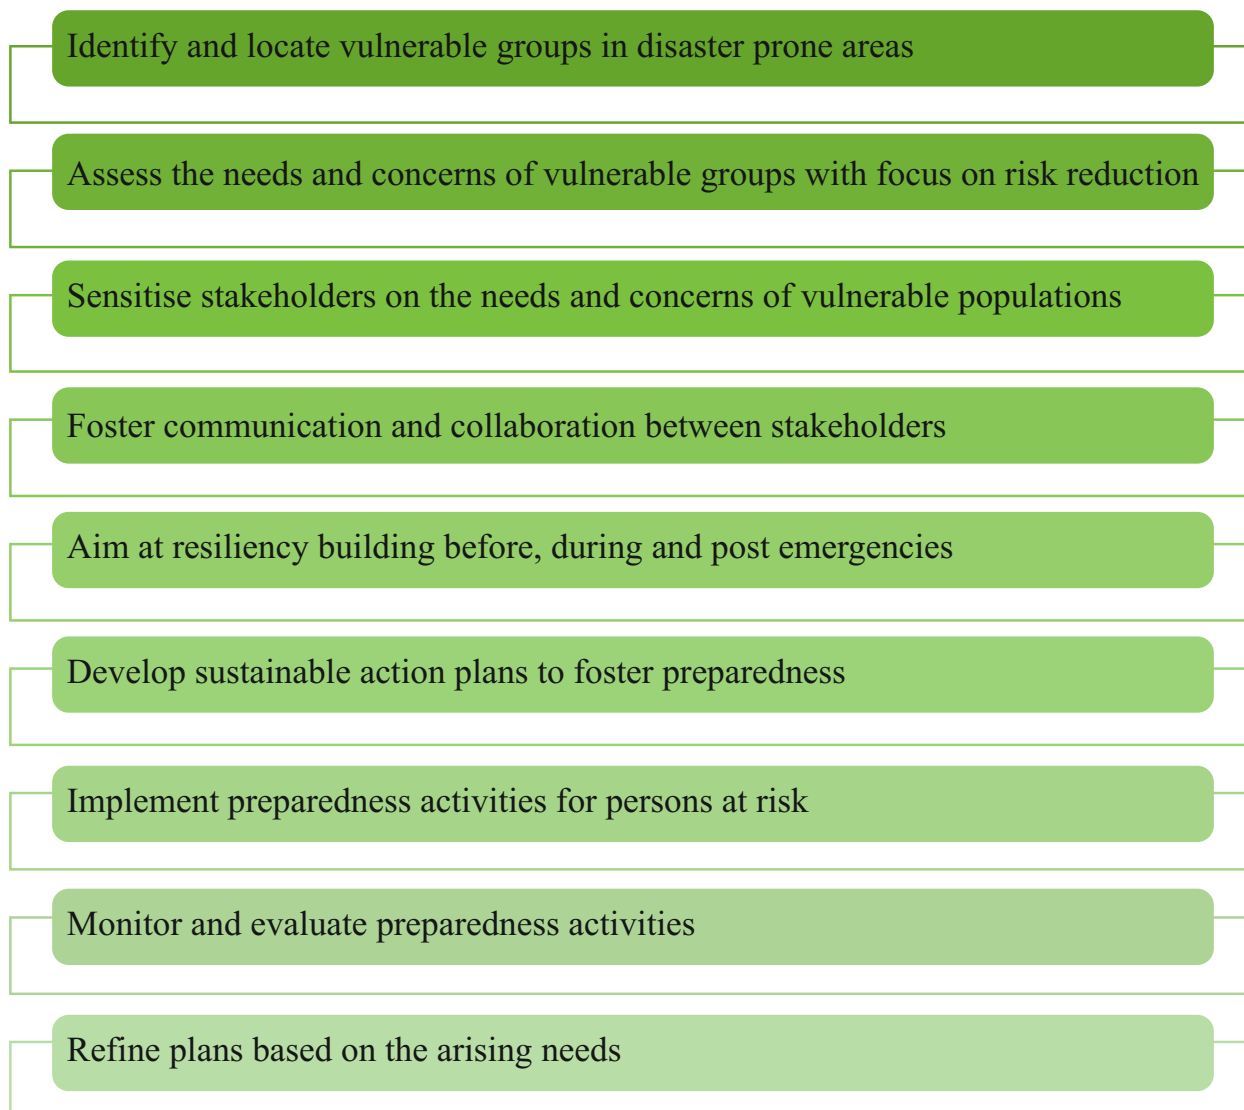 Identify and locate vulnerable groups in disaster prone areas
Assess the needs and concerns of vulnerable groups with focus on risk reduction
Sensitise stakeholders on the needs and concerns of vulnerable populations
Foster communication and collaboration between stakeholders
Aim at resiliency building before, during and post emergencies
Develop sustainable action plans to foster preparedness
Implement preparedness activities for persons at risk
Monitor and evaluate preparedness activities
Refine plans based on the arising needs